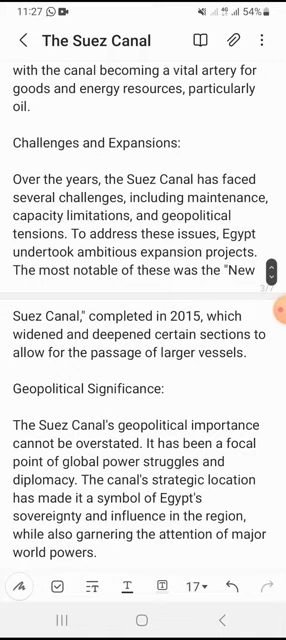 11:27 54%
The Suez Canal
with the canal becoming a vital artery for
goods and energy resources, particularly
oil.
Challenges and Expansions:
Over the years, the Suez Canal has faced
several challenges, including maintenance,
capacity limitations, and geopolitical
tensions. To address these issues, Egypt
undertook ambitious expansion projects.
The most notable of these was the "New
3/7
Suez Canal," completed in 2015, which
widened and deepened certain sections to
allow for the passage of larger vessels.
Geopolitical Significance:
The Suez Canal's geopolitical importance
cannot be overstated. It has been a focal
point of global power struggles and
diplomacy. The canal's strategic location
has made it a symbol of Egypt's
sovereignty and influence in the region,
while also garnering the attention of major
world powers.
17